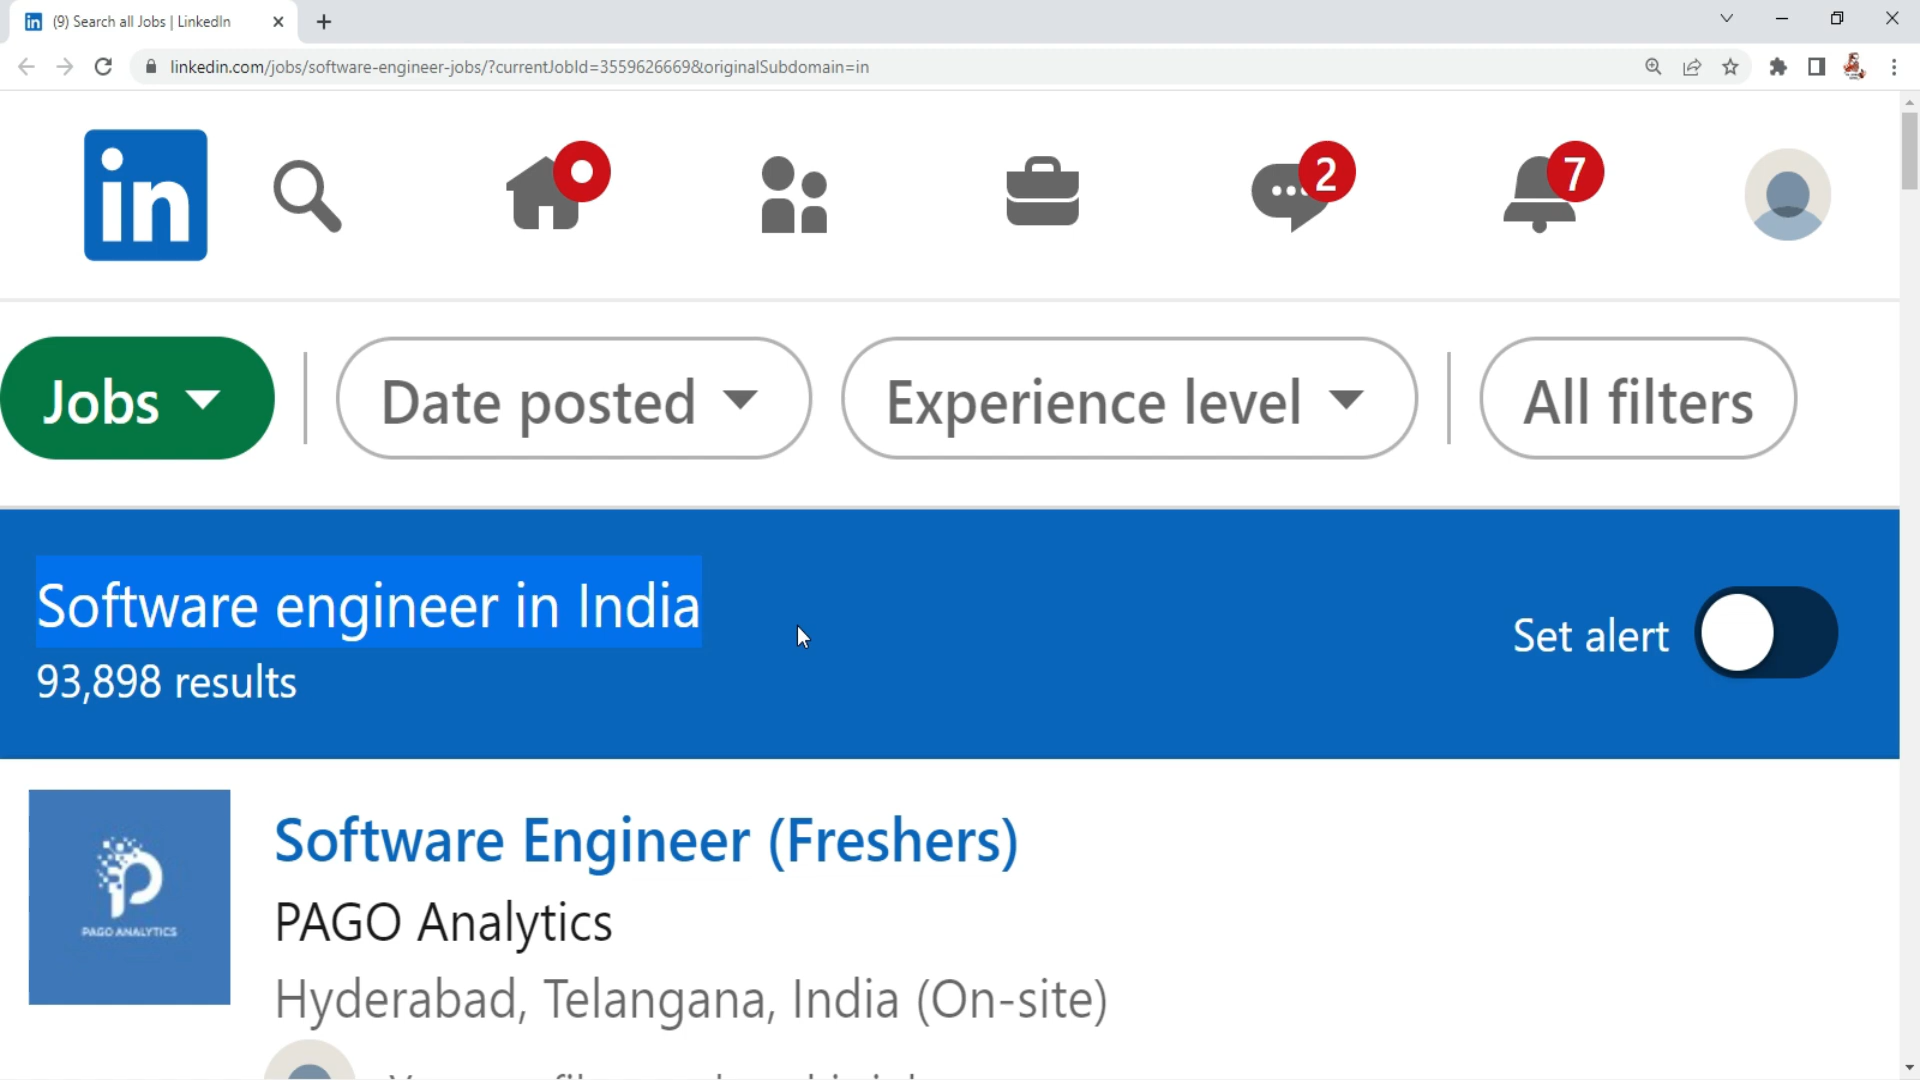 (9) Search all Jobs | LinkedIn
linkedin.com/jobs/software-engineer-jobs/?currentJobId=3559626669&originalSubdomain=in
in
2
7
Jobs
Date posted
Experience level
All filters
Software engineer in India
93,898 results
Set alert
Software Engineer (Freshers)
PAGO ANALYTICS
PAGO Analytics
Hyderabad, Telangana, India (On-site)